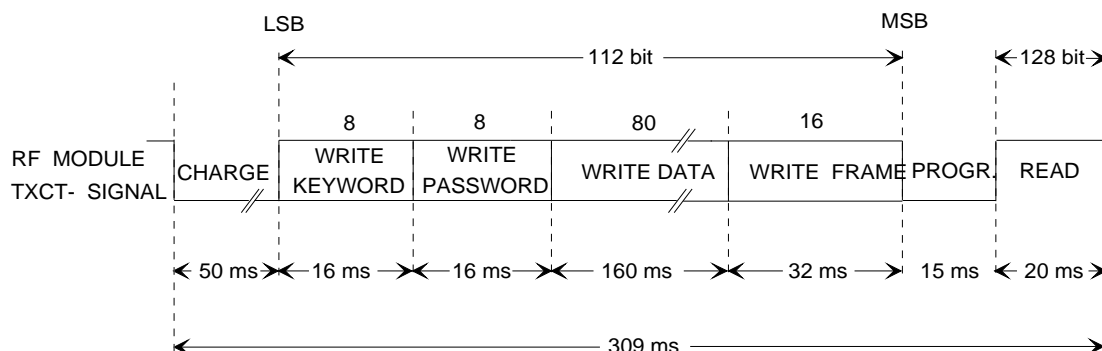 LSB MSB
112 bit 128 bit
8 8 80 16
RF MODULE TXCT- SIGNAL
CHARGE
WRITE KEYWORD
WRITE PASSWORD
WRITE DATA
WRITE FRAME
PROGR.
READ
50 ms 16 ms 16 ms 160 ms 32 ms 15 ms 20 ms
309 ms